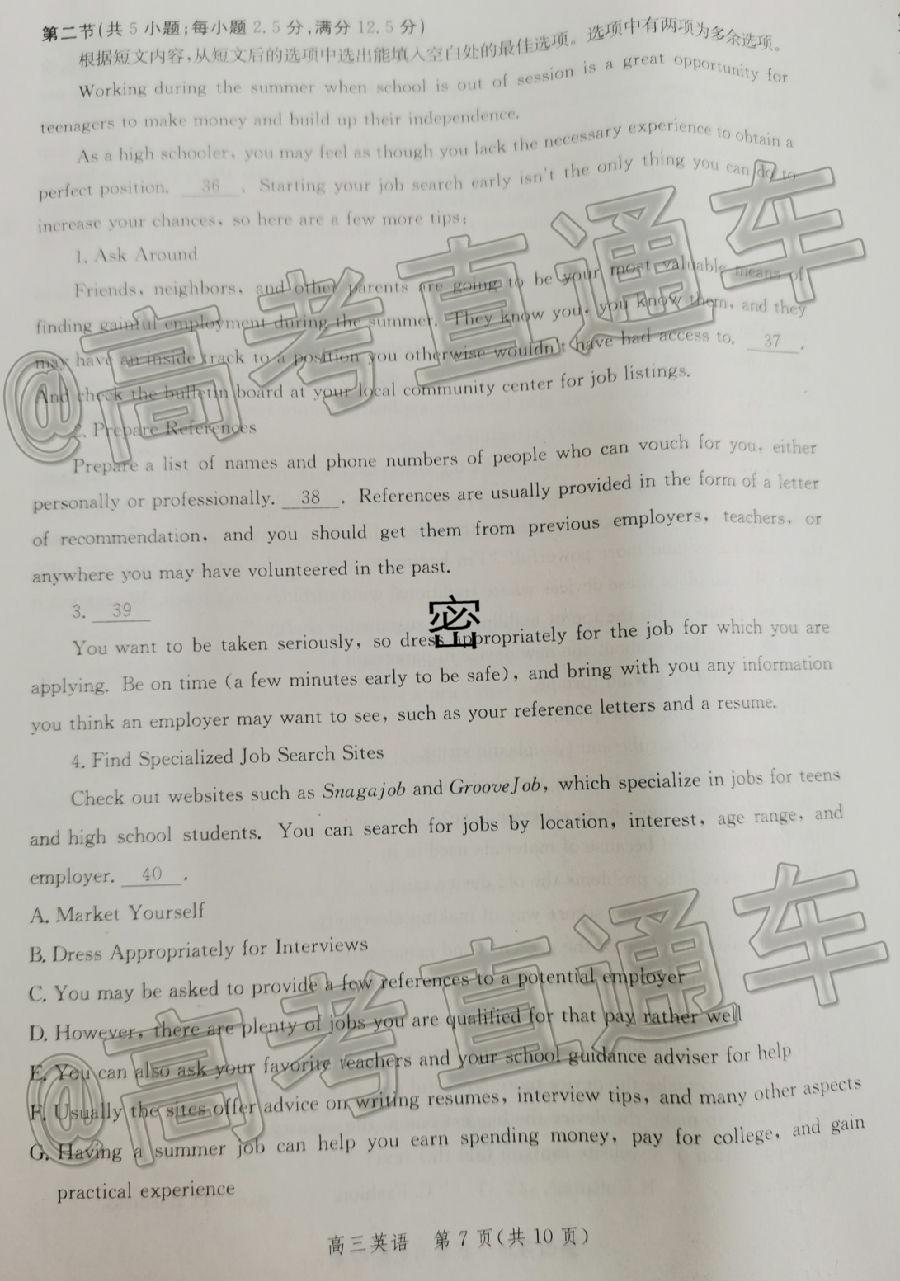 第二节(共 5 小题;每小题 2.5 分,满分 12.5 分)
根据短文内容,从短文后的选项中选出能填入空白处的最佳选项。选项中有两项为多余选项。
Working during the summer when school is out of session is a great opportunity for
teenagers to make money and build up their independence.
As a high schooler, you may feel as though you lack the necessary experience to obtain a
perfect position. 36 . Starting your job search early isn't the only thing you can do to
increase your chances, so here are a few more tips:
1. Ask Around
Friends, neighbors, and other parents are going to be your most valuable means of
finding gainful employment during the summer. They know you, you know them, and they
may have an inside track to a position you otherwise wouldn't have had access to. 37 .
And check the bulletin board at your local community center for job listings.
2. Prepare References
Prepare a list of names and phone numbers of people who can vouch for you, either
personally or professionally. 38 . References are usually provided in the form of a letter
of recommendation, and you should get them from previous employers, teachers, or
anywhere you may have volunteered in the past.
3. 39
密
You want to be taken seriously, so dress appropriately for the job for which you are
applying. Be on time (a few minutes early to be safe), and bring with you any information
you think an employer may want to see, such as your reference letters and a resume.
4. Find Specialized Job Search Sites
Check out websites such as Snagajob and GrooveJob, which specialize in jobs for teens
and high school students. You can search for jobs by location, interest, age range, and
employer. 40 .
A. Market Yourself
B. Dress Appropriately for Interviews
C. You may be asked to provide a few references to a potential employer
D. However, there are plenty of jobs you are qualified for that pay rather well
E. You can also ask your favorite teachers and your school guidance adviser for help
F. Usually the sites offer advice on writing resumes, interview tips, and many other aspects
G. Having a summer job can help you earn spending money, pay for college, and gain
practical experience
高三英语 第 7 页(共 10 页)
@高考直通车
@高考直通车